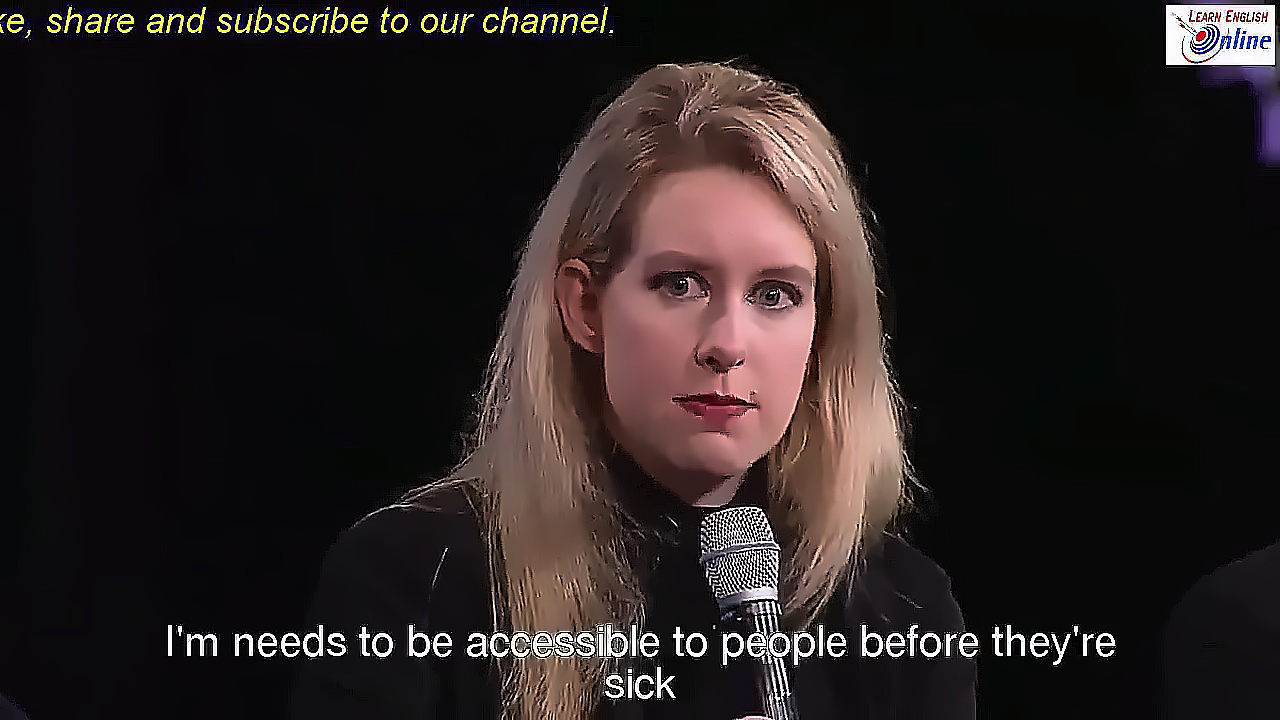 ke, share and subscribe to our channel.
LEARN ENGLISH
Online
I'm needs to be accessible to people before they're
sick